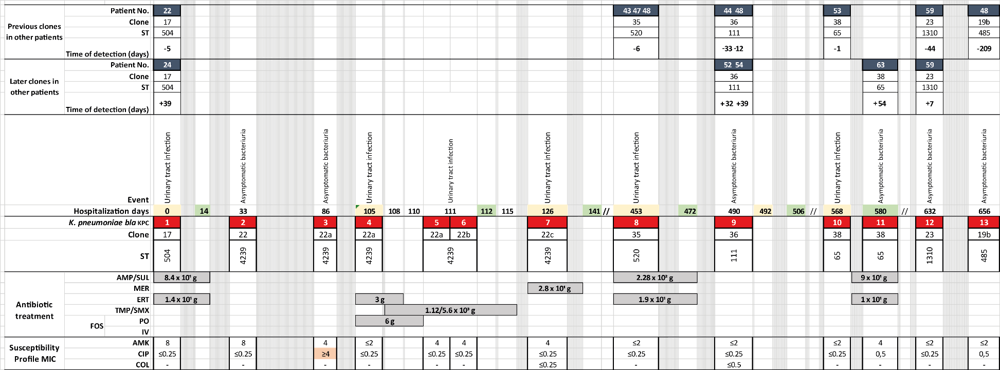 Previous clones in other patients
Patient No. 22 43 47 48 44 48 53 59 48
Clone 17 35 36 38 23 19b
ST 504 520 111 65 1310 485
Time of detection (days) -5 -6 -33 -12 -1 -44 -209
Later clones in other patients
Patient No. 24 52 54 63 59
Clone 17 36 38 23
ST 504 111 65 1310
Time of detection (days) +39 +32 +39 +54 +7
Event Urinary tract infection Asymptomatic bacteriuria Asymptomatic bacteriuria Urinary tract infection Urinary tract infection Urinary tract infection Urinary tract infection Asymptomatic bacteriuria Urinary tract infection Asymptomatic bacteriuria Asymptomatic bacteriuria Asymptomatic bacteriuria
Hospitalization days 0 14 33 86 105 108 110 111 112 115 126 141 // 453 472 490 492 506 // 568 580 // 632 656
K. pneumoniae bla KPC 1 2 3 4 5 6 7 8 9 10 11 12 13
Clone 17 22 22a 22a 22a 22b 22c 35 36 38 38 23 19b
ST 504 4239 4239 4239 4239 4239 520 111 65 65 1310 485
Antibiotic treatment
AMP/SUL 8.4 x 10¹ g 2.28 x 10² g 9 x 10¹ g
MER 2.8 x 10¹ g
ERT 1.4 x 10¹ g 3 g 1.9 x 10¹ g 1 x 10¹ g
TMP/SMX 1.12/5.6 x 10³ g
FOS
PO 6 g
IV
Susceptibility Profile MIC
AMK 8 8 4 ≤2 4 4 4 ≤2 ≤2 ≤2 4 ≤2 ≤2
CIP ≤0.25 ≤0.25 ≥4 ≤0.25 ≤0.25 ≤0.25 ≤0.25 ≤0.25 ≤0.25 ≤0.25 0,5 ≤0.25 0,5
COL - - - - - - ≤0.25 - ≤0.5 - - - -